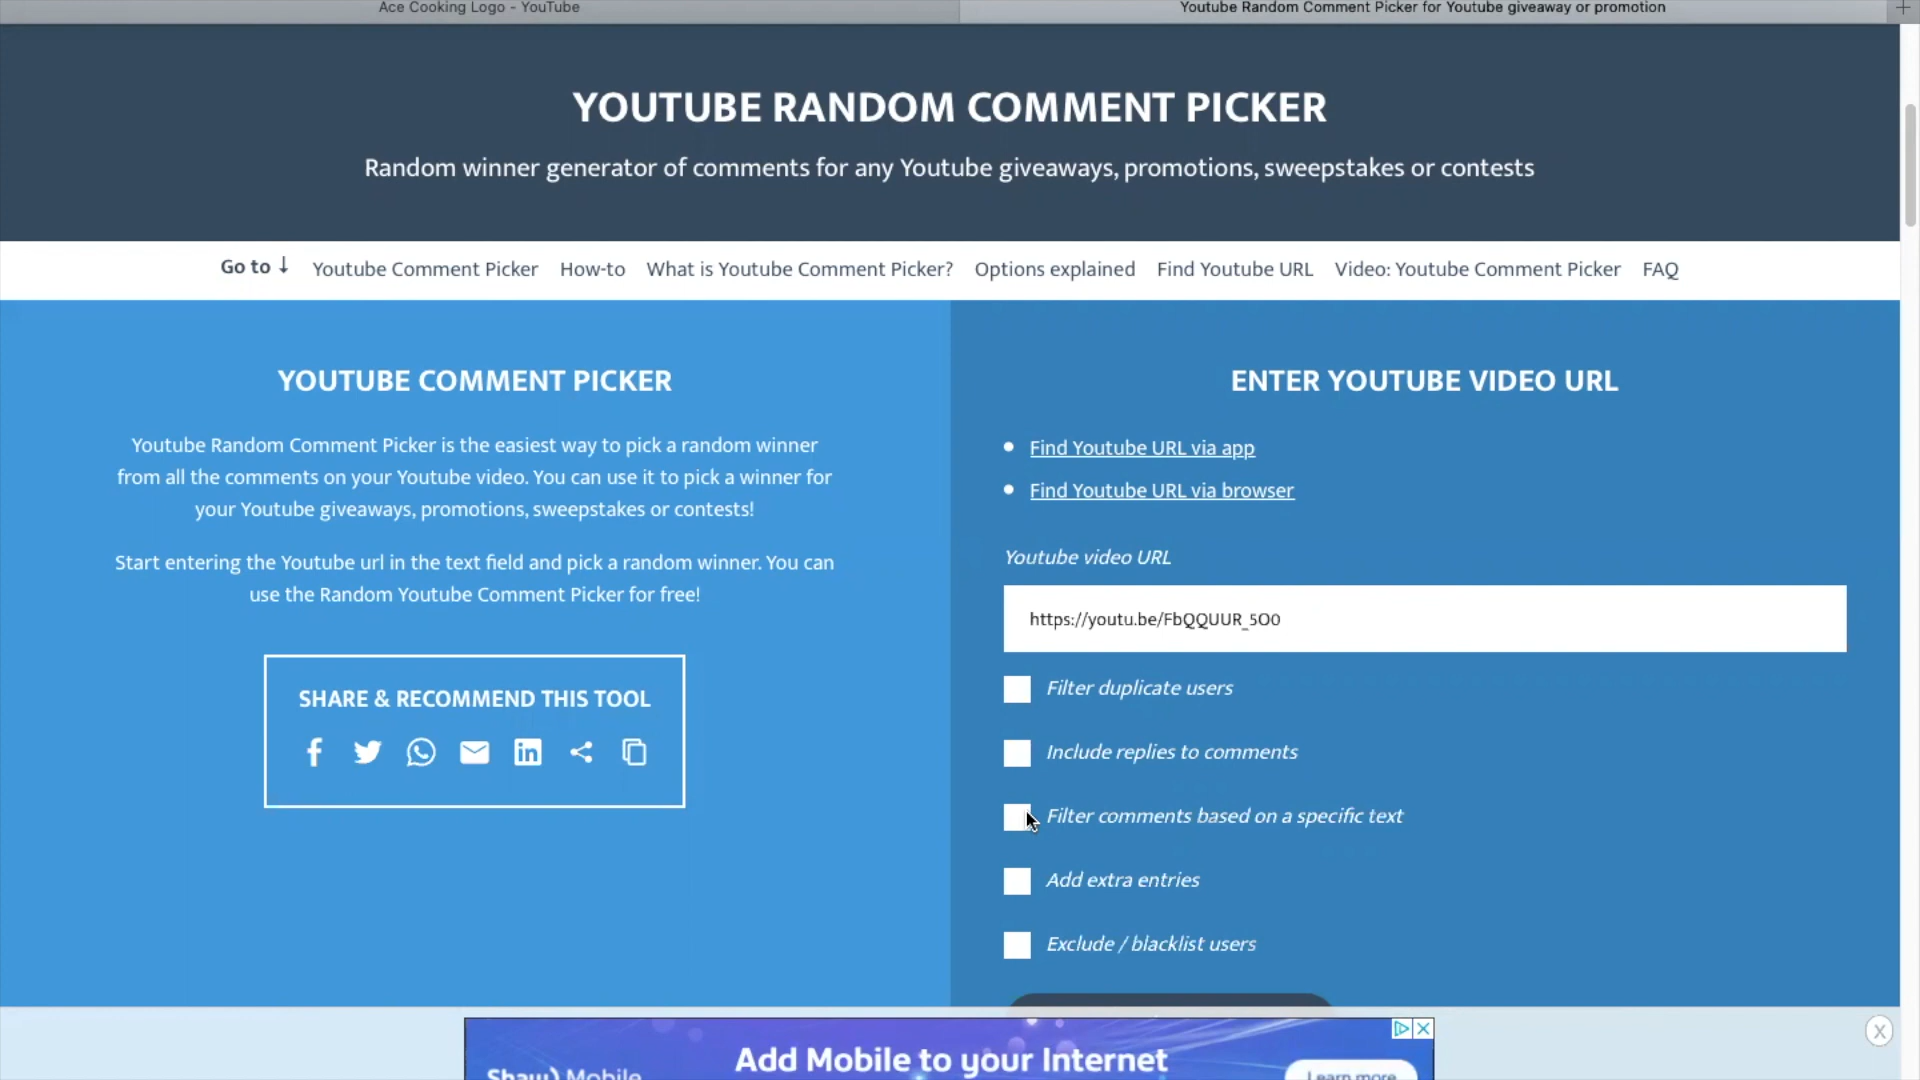 Ace Cooking Logo - YouTube
Youtube Random Comment Picker for Youtube giveaway or promotion
YOUTUBE RANDOM COMMENT PICKER
Random winner generator of comments for any Youtube giveaways, promotions, sweepstakes or contests
Go to ↓ Youtube Comment Picker How-to What is Youtube Comment Picker? Options explained Find Youtube URL Video: Youtube Comment Picker FAQ
YOUTUBE COMMENT PICKER
Youtube Random Comment Picker is the easiest way to pick a random winner
from all the comments on your Youtube video. You can use it to pick a winner for
your Youtube giveaways, promotions, sweepstakes or contests!
Start entering the Youtube url in the text field and pick a random winner. You can
use the Random Youtube Comment Picker for free!
SHARE & RECOMMEND THIS TOOL
ENTER YOUTUBE VIDEO URL
Find Youtube URL via app
Find Youtube URL via browser
Youtube video URL
https://youtu.be/FbQQUUR_5O0
Filter duplicate users
Include replies to comments
Filter comments based on a specific text
Add extra entries
Exclude / blacklist users
Add Mobile to your Internet
Shaw) Mobile
Learn more
X